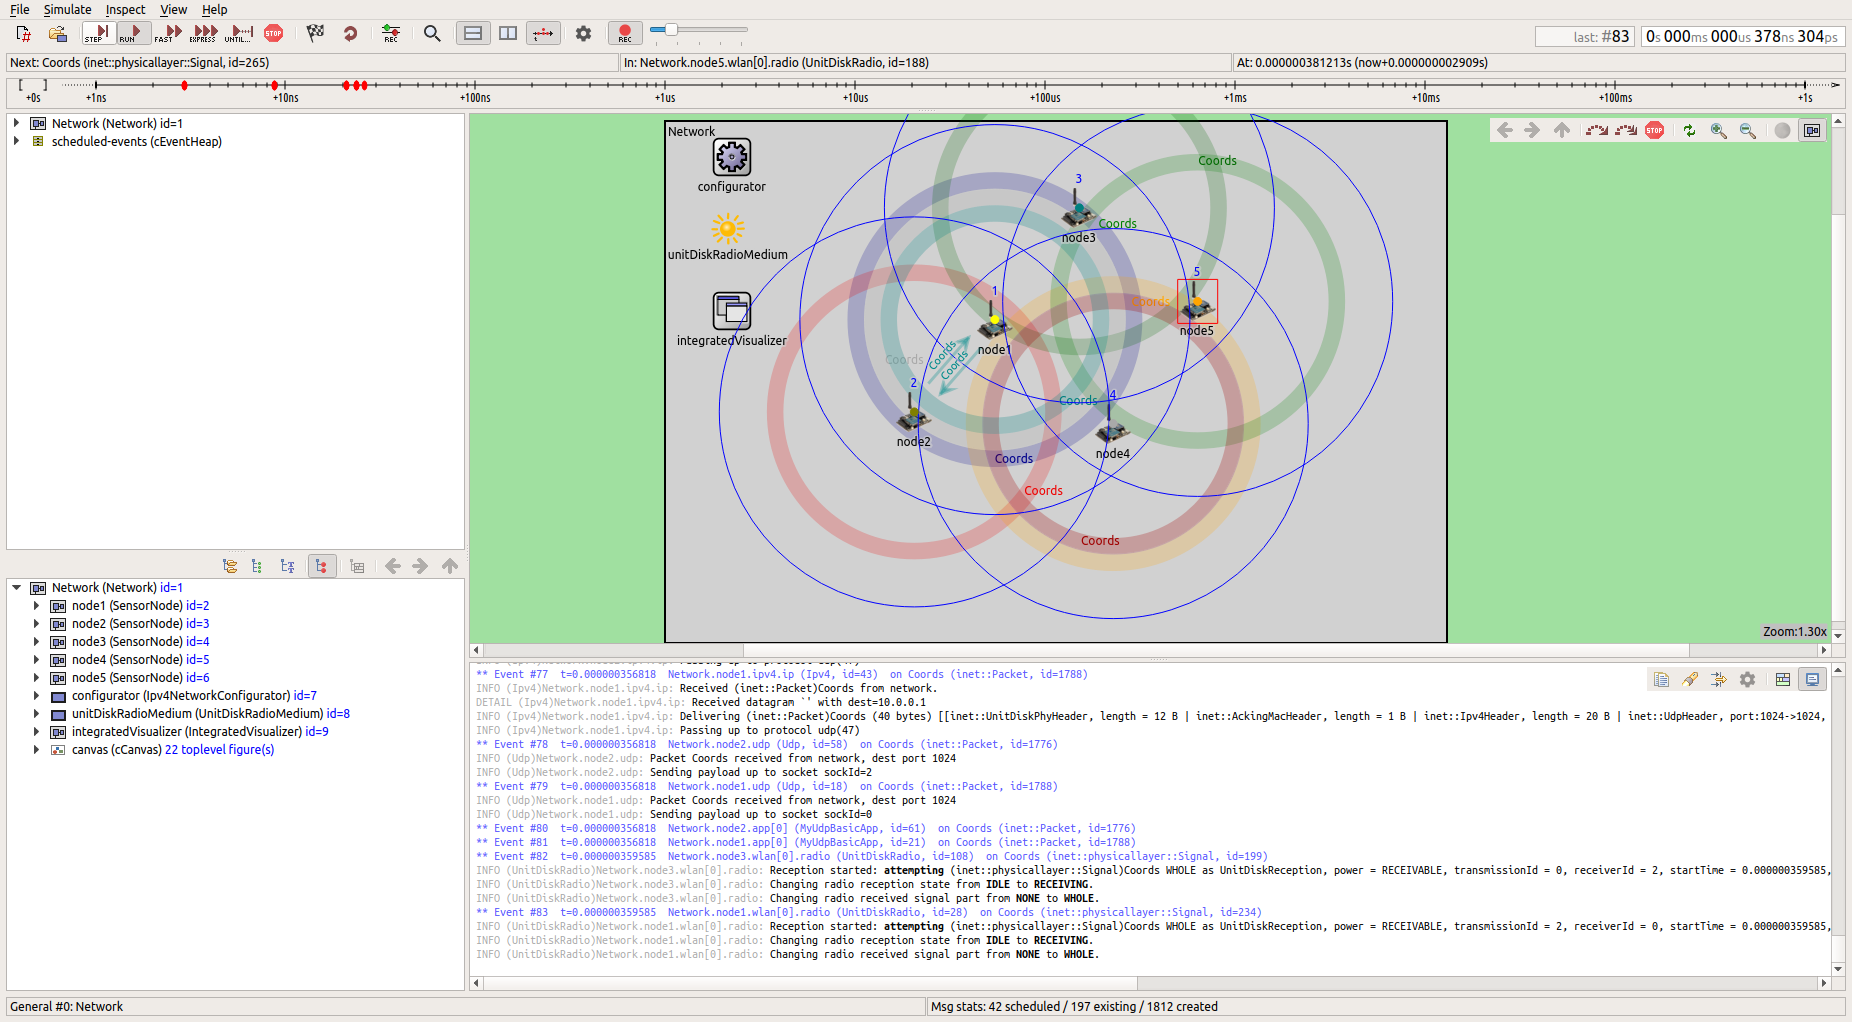 File Simulate Inspect View Help
STEP RUN FAST EXPRESS UNTIL... STOP REC REC
last: #83 0s 000ms 000us 378ns 304ps
Next: Coords (inet::physicallayer::Signal, id=265) In: Network.node5.wlan[0].radio (UnitDiskRadio, id=188) At: 0.000000381213s (now+0.000000002909s)
+0s +1ns +10ns +100ns +1us +10us +100us +1ms +10ms +100ms +1s
Network (Network) id=1
scheduled-events (cEventHeap)
Network (Network) id=1
node1 (SensorNode) id=2
node2 (SensorNode) id=3
node3 (SensorNode) id=4
node4 (SensorNode) id=5
node5 (SensorNode) id=6
configurator (Ipv4NetworkConfigurator) id=7
unitDiskRadioMedium (UnitDiskRadioMedium) id=8
integratedVisualizer (IntegratedVisualizer) id=9
canvas (cCanvas) 22 toplevel figure(s)
Network
STOP
configurator
Coords
3
Coords
node3
unitDiskRadioMedium
5
1
Coords
node5
integratedVisualizer
node1
Coords
Coords
Coords
2
4
Coords
node2
node4
Coords
Coords
Coords
Zoom:1.30x
** Event #77 t=0.000000356818 Network.node1.ipv4.ip (Ipv4, id=43) on Coords (inet::Packet, id=1788)
INFO (Ipv4)Network.node1.ipv4.ip: Received (inet::Packet)Coords from network.
DETAIL (Ipv4)Network.node1.ipv4.ip: Received datagram `' with dest=10.0.0.1
INFO (Ipv4)Network.node1.ipv4.ip: Delivering (inet::Packet)Coords (40 bytes) [[inet::UnitDiskPhyHeader, length = 12 B | inet::AckingMacHeader, length = 1 B | inet::Ipv4Header, length = 20 B | inet::UdpHeader, port:1024->1024,
INFO (Ipv4)Network.node1.ipv4.ip: Passing up to protocol udp(47)
** Event #78 t=0.000000356818 Network.node2.udp (Udp, id=58) on Coords (inet::Packet, id=1776)
INFO (Udp)Network.node2.udp: Packet Coords received from network, dest port 1024
INFO (Udp)Network.node2.udp: Sending payload up to socket sockId=2
** Event #79 t=0.000000356818 Network.node1.udp (Udp, id=18) on Coords (inet::Packet, id=1788)
INFO (Udp)Network.node1.udp: Packet Coords received from network, dest port 1024
INFO (Udp)Network.node1.udp: Sending payload up to socket sockId=0
** Event #80 t=0.000000356818 Network.node2.app[0] (MyUdpBasicApp, id=61) on Coords (inet::Packet, id=1776)
** Event #81 t=0.000000356818 Network.node1.app[0] (MyUdpBasicApp, id=21) on Coords (inet::Packet, id=1788)
** Event #82 t=0.000000359585 Network.node3.wlan[0].radio (UnitDiskRadio, id=108) on Coords (inet::physicallayer::Signal, id=199)
INFO (UnitDiskRadio)Network.node3.wlan[0].radio: Reception started: attempting (inet::physicallayer::Signal)Coords WHOLE as UnitDiskReception, power = RECEIVABLE, transmissionId = 0, receiverId = 2, startTime = 0.000000359585,
INFO (UnitDiskRadio)Network.node3.wlan[0].radio: Changing radio reception state from IDLE to RECEIVING.
INFO (UnitDiskRadio)Network.node3.wlan[0].radio: Changing radio received signal part from NONE to WHOLE.
** Event #83 t=0.000000359585 Network.node1.wlan[0].radio (UnitDiskRadio, id=28) on Coords (inet::physicallayer::Signal, id=234)
INFO (UnitDiskRadio)Network.node1.wlan[0].radio: Reception started: attempting (inet::physicallayer::Signal)Coords WHOLE as UnitDiskReception, power = RECEIVABLE, transmissionId = 2, receiverId = 0, startTime = 0.000000359585,
INFO (UnitDiskRadio)Network.node1.wlan[0].radio: Changing radio reception state from IDLE to RECEIVING.
INFO (UnitDiskRadio)Network.node1.wlan[0].radio: Changing radio received signal part from NONE to WHOLE.
General #0: Network Msg stats: 42 scheduled / 197 existing / 1812 created